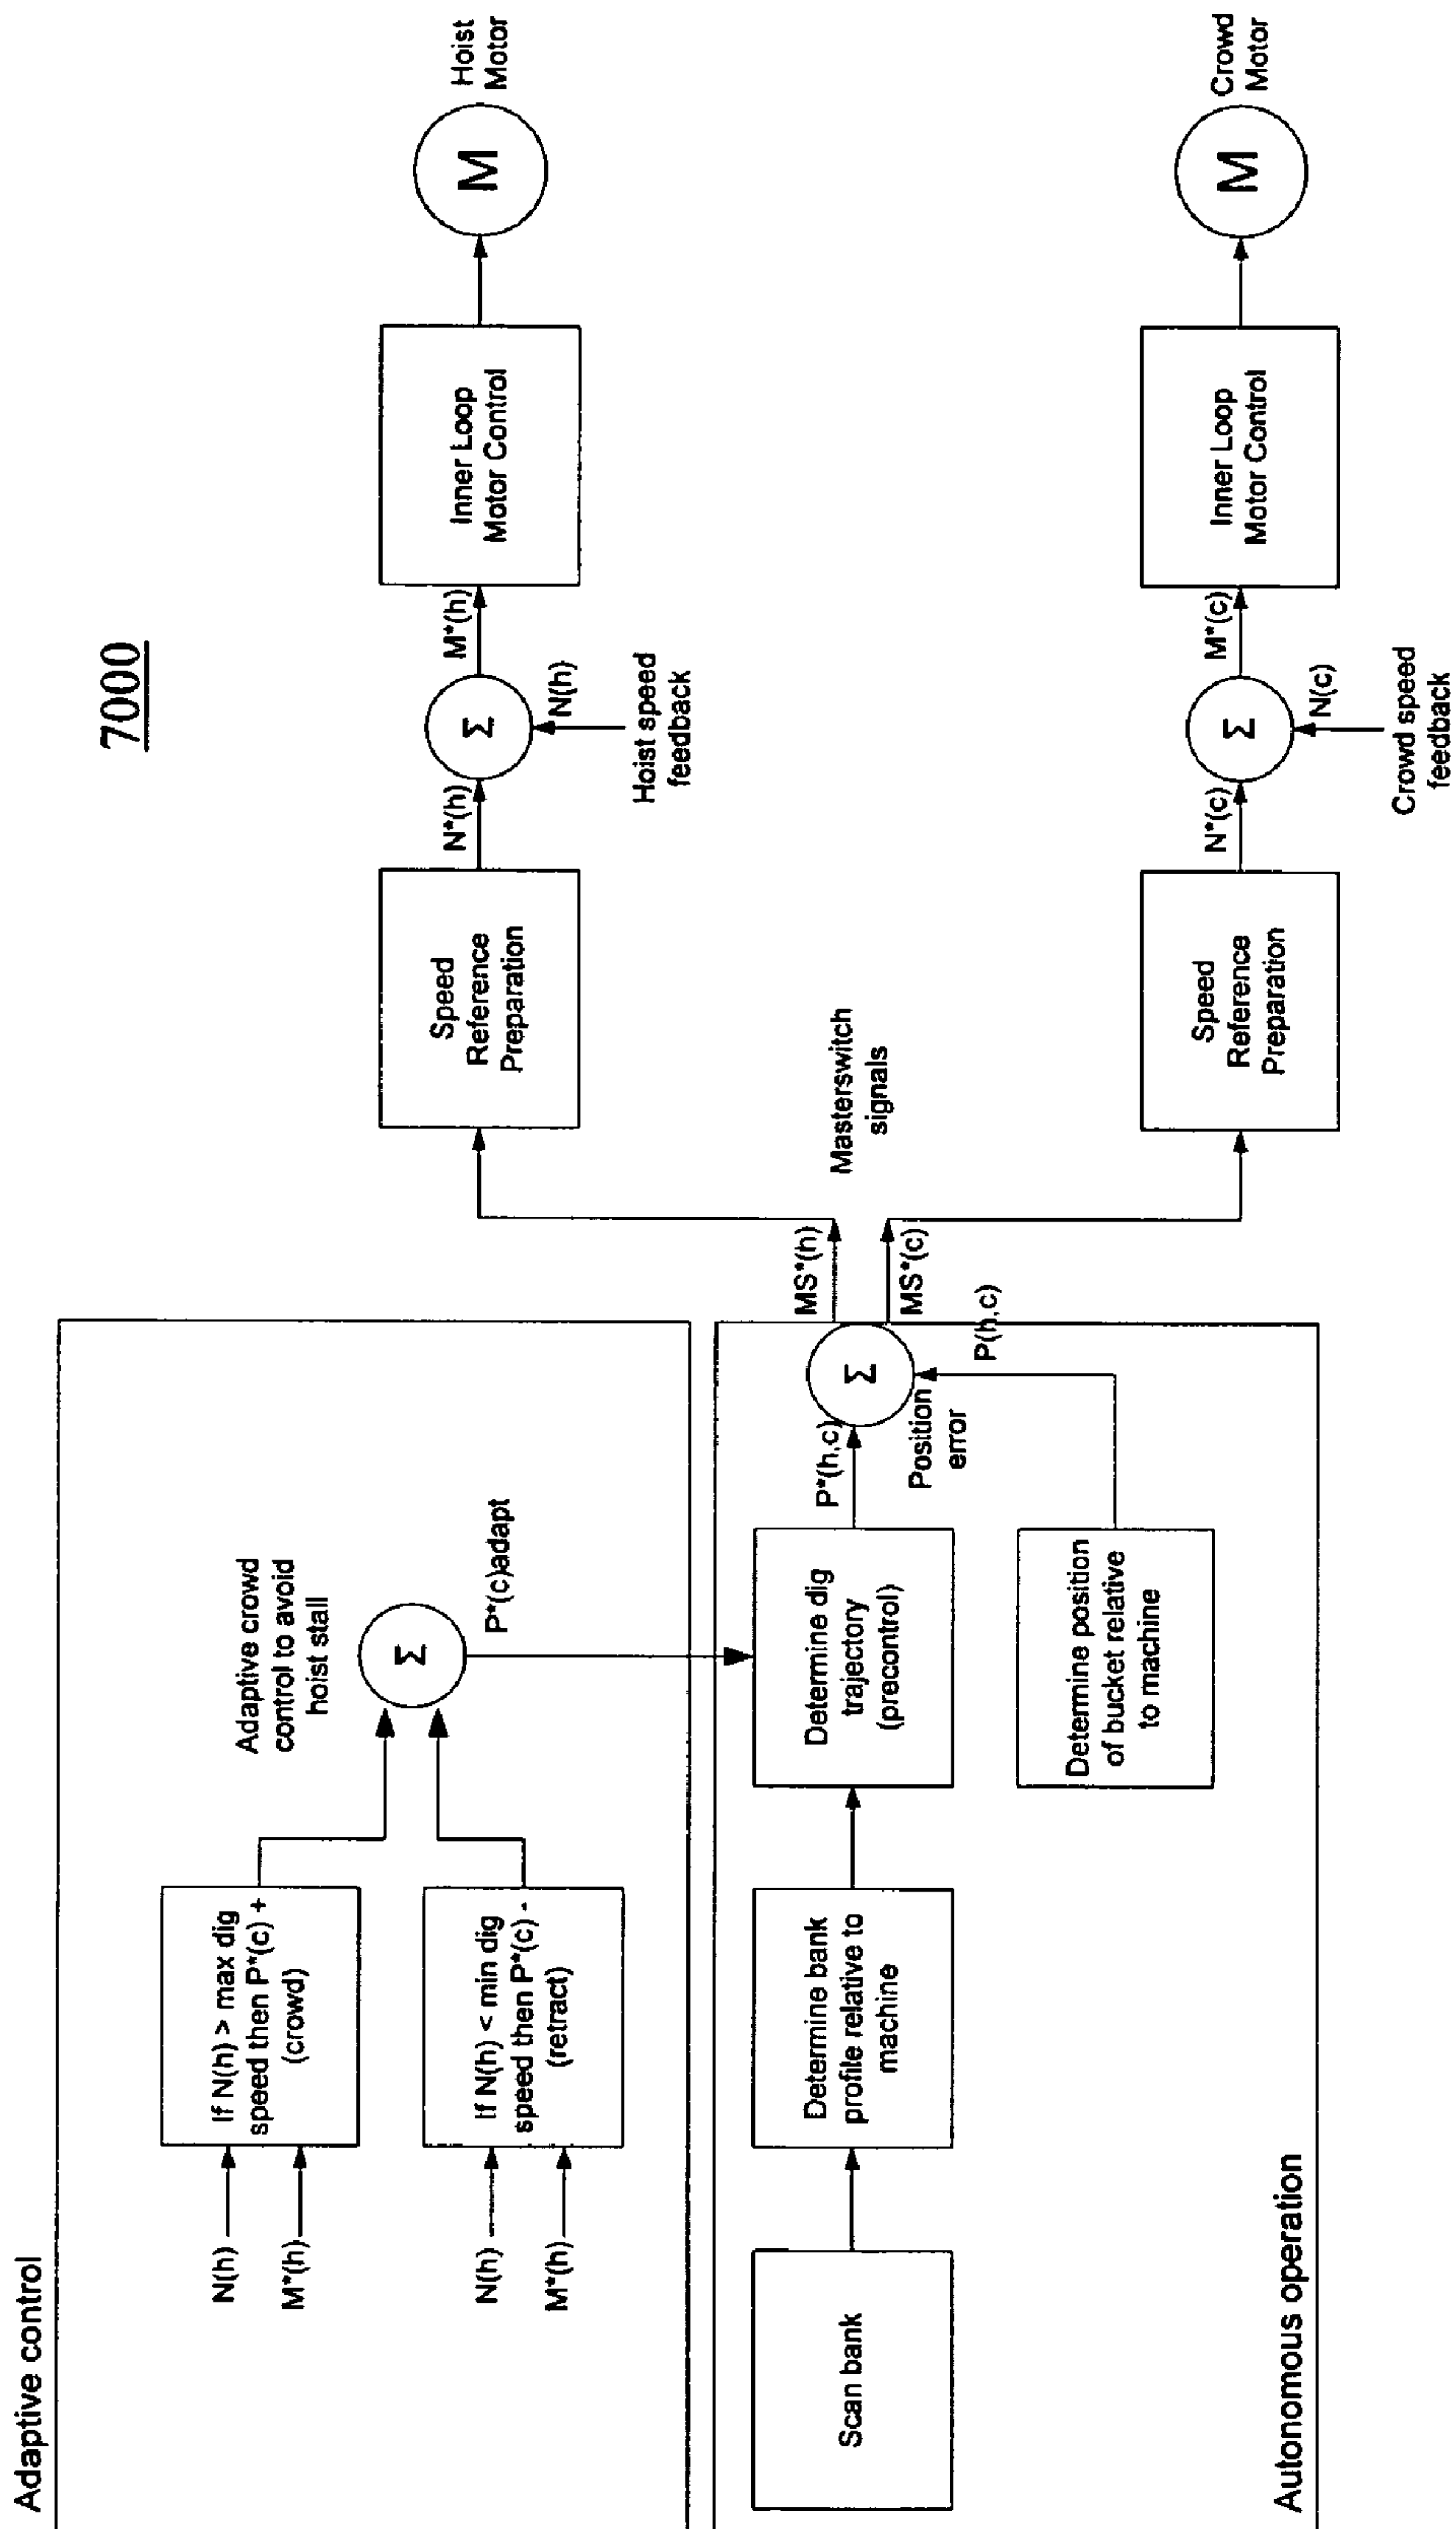 7000
Adaptive control
N(h)
M*(h)
If N(h) > max dig
speed then P*(c) +
(crowd)
N(h)
M*(h)
If N(h) < min dig
speed then P*(c) -
(retract)
Adaptive crowd
control to avoid
hoist stall
Σ
P*(c)adapt
Scan bank
Determine bank
profile relative to
machine
Determine dig
trajectory
(precontrol)
Determine position
of bucket relative
to machine
P*(h,c)
Position
error
Σ
P(h,c)
MS*(h)
MS*(c)
Masterswitch
signals
Autonomous operation
Speed
Reference
Preparation
N*(h)
Σ
N(h)
Hoist speed
feedback
M*(h)
Inner Loop
Motor Control
M
Hoist
Motor
Speed
Reference
Preparation
N*(c)
Σ
N(c)
Crowd speed
feedback
M*(c)
Inner Loop
Motor Control
M
Crowd
Motor